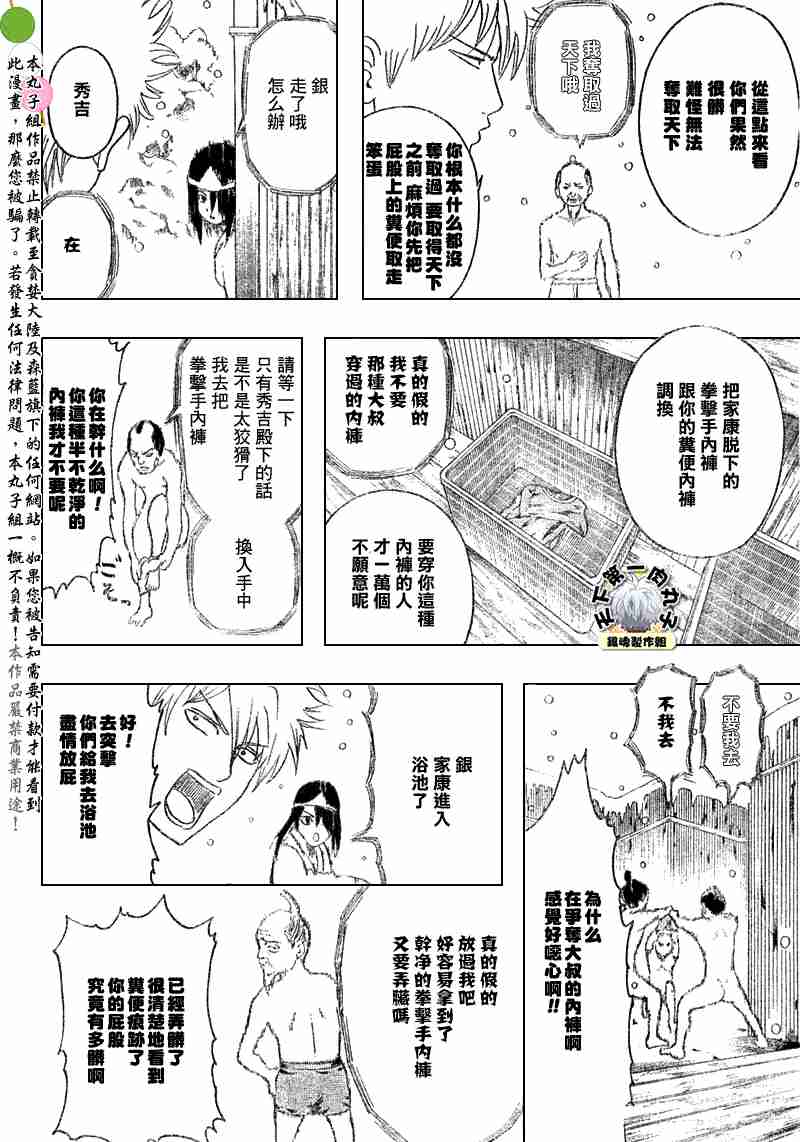 從這點來看
你們果然
很髒
難怪無法
奪取天下
我奪取過
天下哦
你根本什么都沒
奪取過 要取得天下
之前 麻煩你先把
屁股上的糞便取走
笨蛋
銀
走了哦
怎么辦
秀吉
在
把家康脫下的
拳擊手內褲
跟你的糞便內褲
調換
真的假的
我不要
那種大叔
穿過的內褲
要穿你這種
內褲的人
才一萬個
不願意呢
請等一下
只有秀吉殿下的話
是不是太狡猾了
我去把
拳擊手內褲
換入手中
你在幹什么啊！
你這種半不乾淨的
內褲我才不要呢
不要我去
不我去
為什么
在爭奪大叔的內褲啊
感覺好噁心啊!!
銀
家康進入
浴池了
好！
去突擊
你們給我去浴池
盡情放屁
真的假的
放過我吧
好容易拿到了
幹净的拳擊手內褲
又要弄臟嗎
已經弄髒了
很清楚地看到
糞便痕跡了
你的屁股
究竟有多髒啊
天下第一肉丸子
銀魂製作組
本丸子組作品禁止轉載至貪婪大陸及森藍旗下的任何網站。如果您被告知需要付款才能看到
此漫畫，那麼您被騙了。若發生任何法律問題，本丸子組一概不負責！本作品嚴禁商業用途！